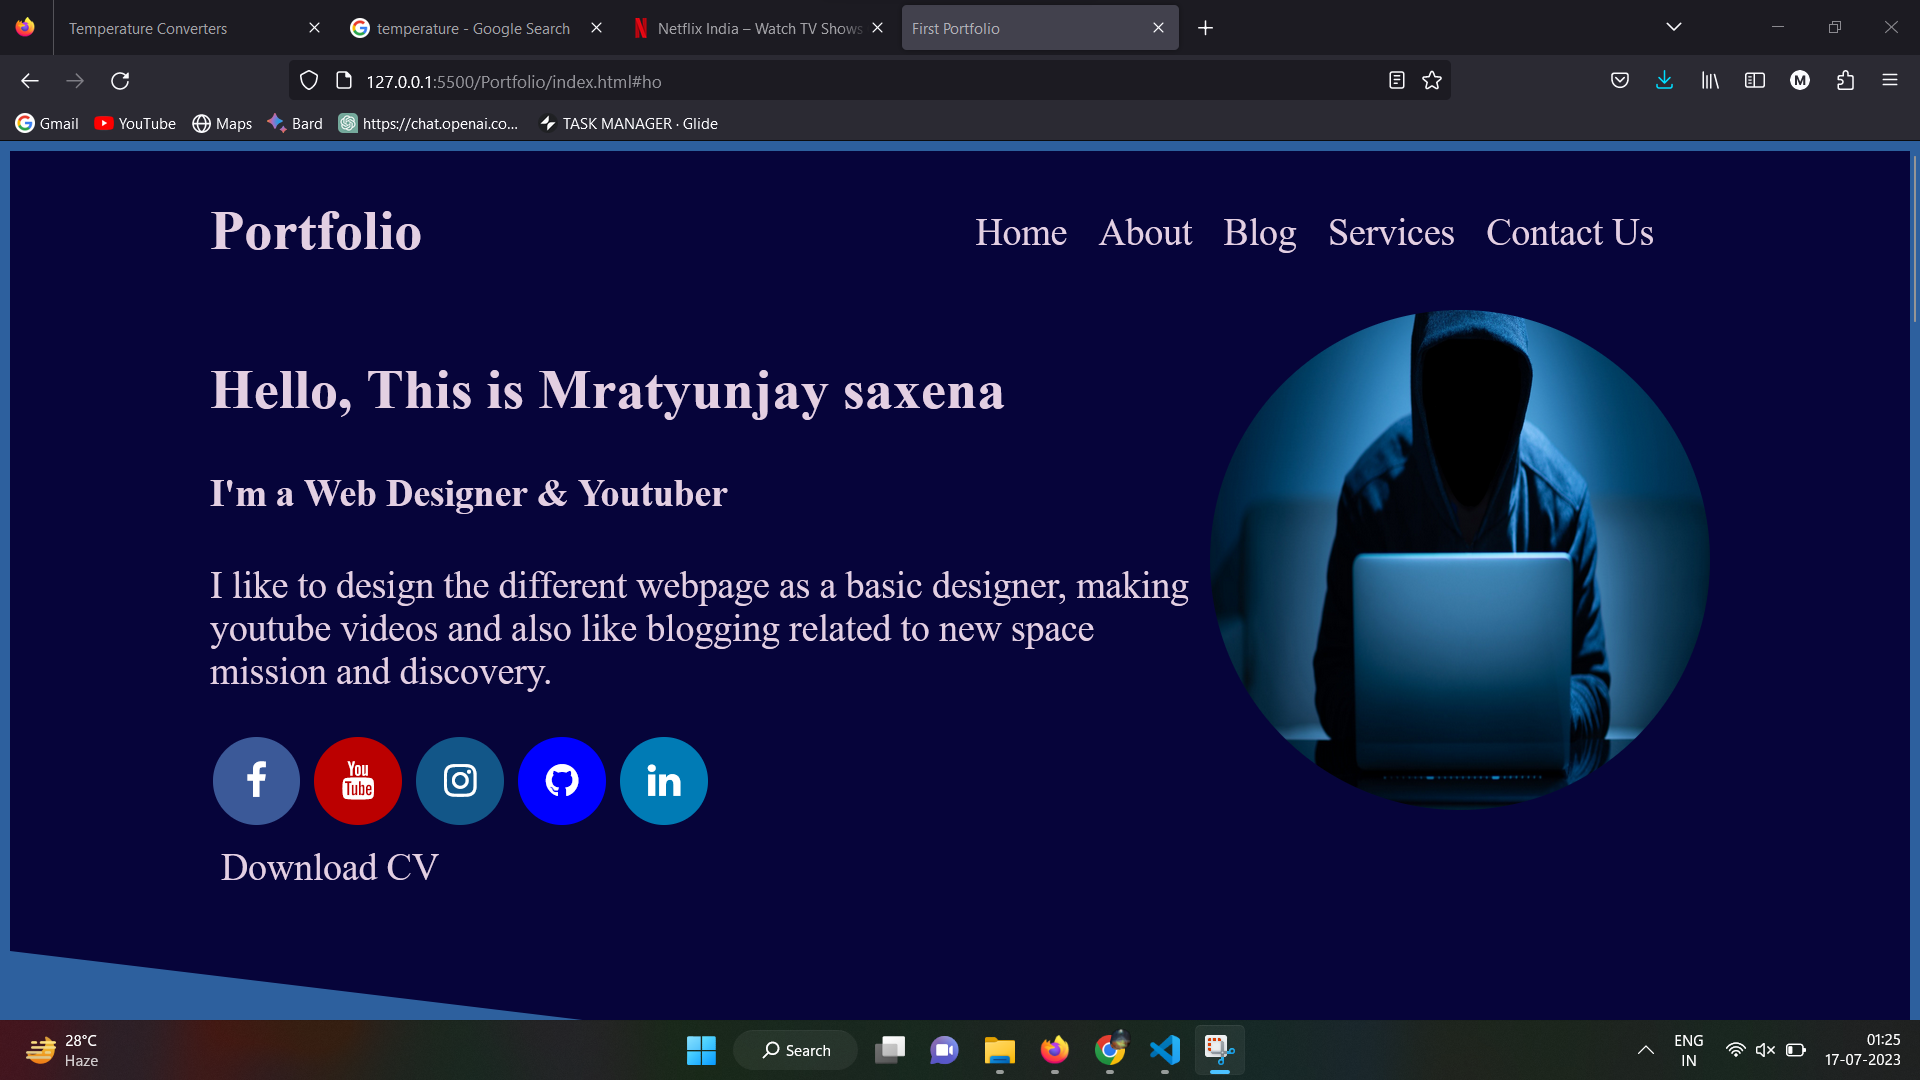 Temperature Converters
temperature - Google Search
Netflix India – Watch TV Shows
First Portfolio
127.0.0.1:5500/Portfolio/index.html#ho
M
Gmail
YouTube
Maps
Bard
https://chat.openai.co...
TASK MANAGER · Glide
Portfolio
Home
About
Blog
Services
Contact Us
Hello, This is Mratyunjay saxena
I'm a Web Designer & Youtuber
I like to design the different webpage as a basic designer, making
youtube videos and also like blogging related to new space
mission and discovery.
You
Tube
in
Download CV
28°C
Haze
Search
ENG
IN
01:25
17-07-2023